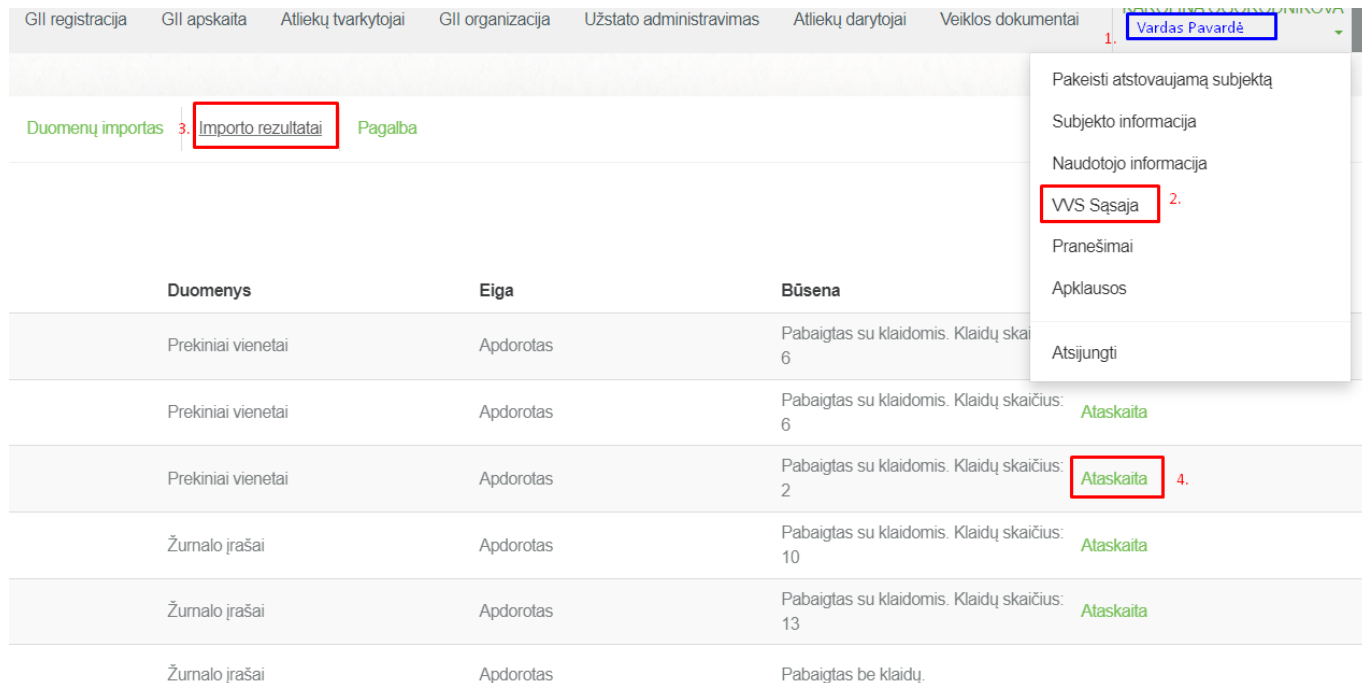 GII registracija GII apskaita Atliekų tvarkytojai GII organizacija Užstato administravimas Atliekų darytojai Veiklos dokumentai
1. Vardas Pavardė
Pakeisti atstovaujamą subjektą
Subjekto informacija
Naudotojo informacija
VVS Sąsaja 2.
Pranešimai
Apklausos
Atsijungti
Duomenų importas 3. Importo rezultatai Pagalba
Duomenys Eiga Būsena
Prekiniai vienetai Apdorotas Pabaigtas su klaidomis. Klaidų skai
6
Prekiniai vienetai Apdorotas Pabaigtas su klaidomis. Klaidų skaičius: Ataskaita
6
Prekiniai vienetai Apdorotas Pabaigtas su klaidomis. Klaidų skaičius: Ataskaita 4.
2
Žurnalo įrašai Apdorotas Pabaigtas su klaidomis. Klaidų skaičius: Ataskaita
10
Žurnalo įrašai Apdorotas Pabaigtas su klaidomis. Klaidų skaičius: Ataskaita
13
Žurnalo įrašai Apdorotas Pabaigtas be klaidų.